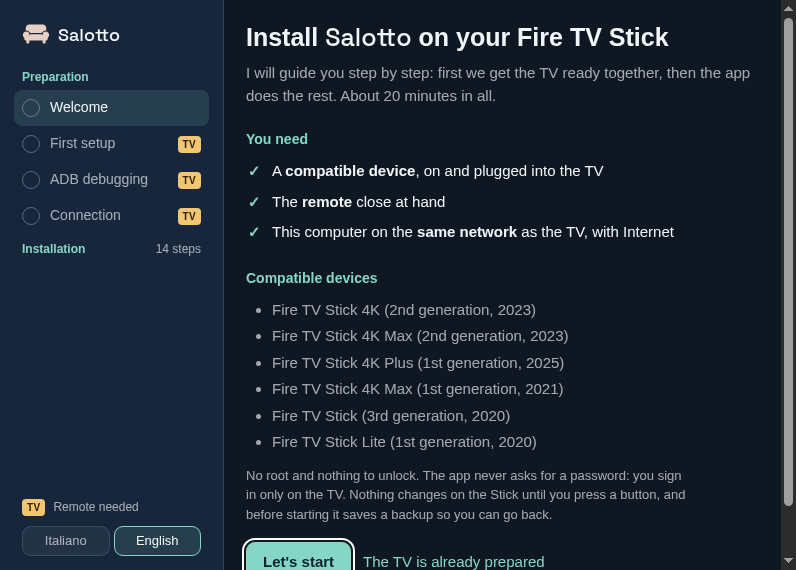 Salotto
Preparation
Welcome
First setup TV
ADB debugging TV
Connection TV
Installation 14 steps
TV Remote needed
Italiano English
Install Salotto on your Fire TV Stick
I will guide you step by step: first we get the TV ready together, then the app
does the rest. About 20 minutes in all.
You need
✓ A compatible device, on and plugged into the TV
✓ The remote close at hand
✓ This computer on the same network as the TV, with Internet
Compatible devices
• Fire TV Stick 4K (2nd generation, 2023)
• Fire TV Stick 4K Max (2nd generation, 2023)
• Fire TV Stick 4K Plus (1st generation, 2025)
• Fire TV Stick 4K Max (1st generation, 2021)
• Fire TV Stick (3rd generation, 2020)
• Fire TV Stick Lite (1st generation, 2020)
No root and nothing to unlock. The app never asks for a password: you sign
in only on the TV. Nothing changes on the Stick until you press a button, and
before starting it saves a backup so you can go back.
Let's start The TV is already prepared